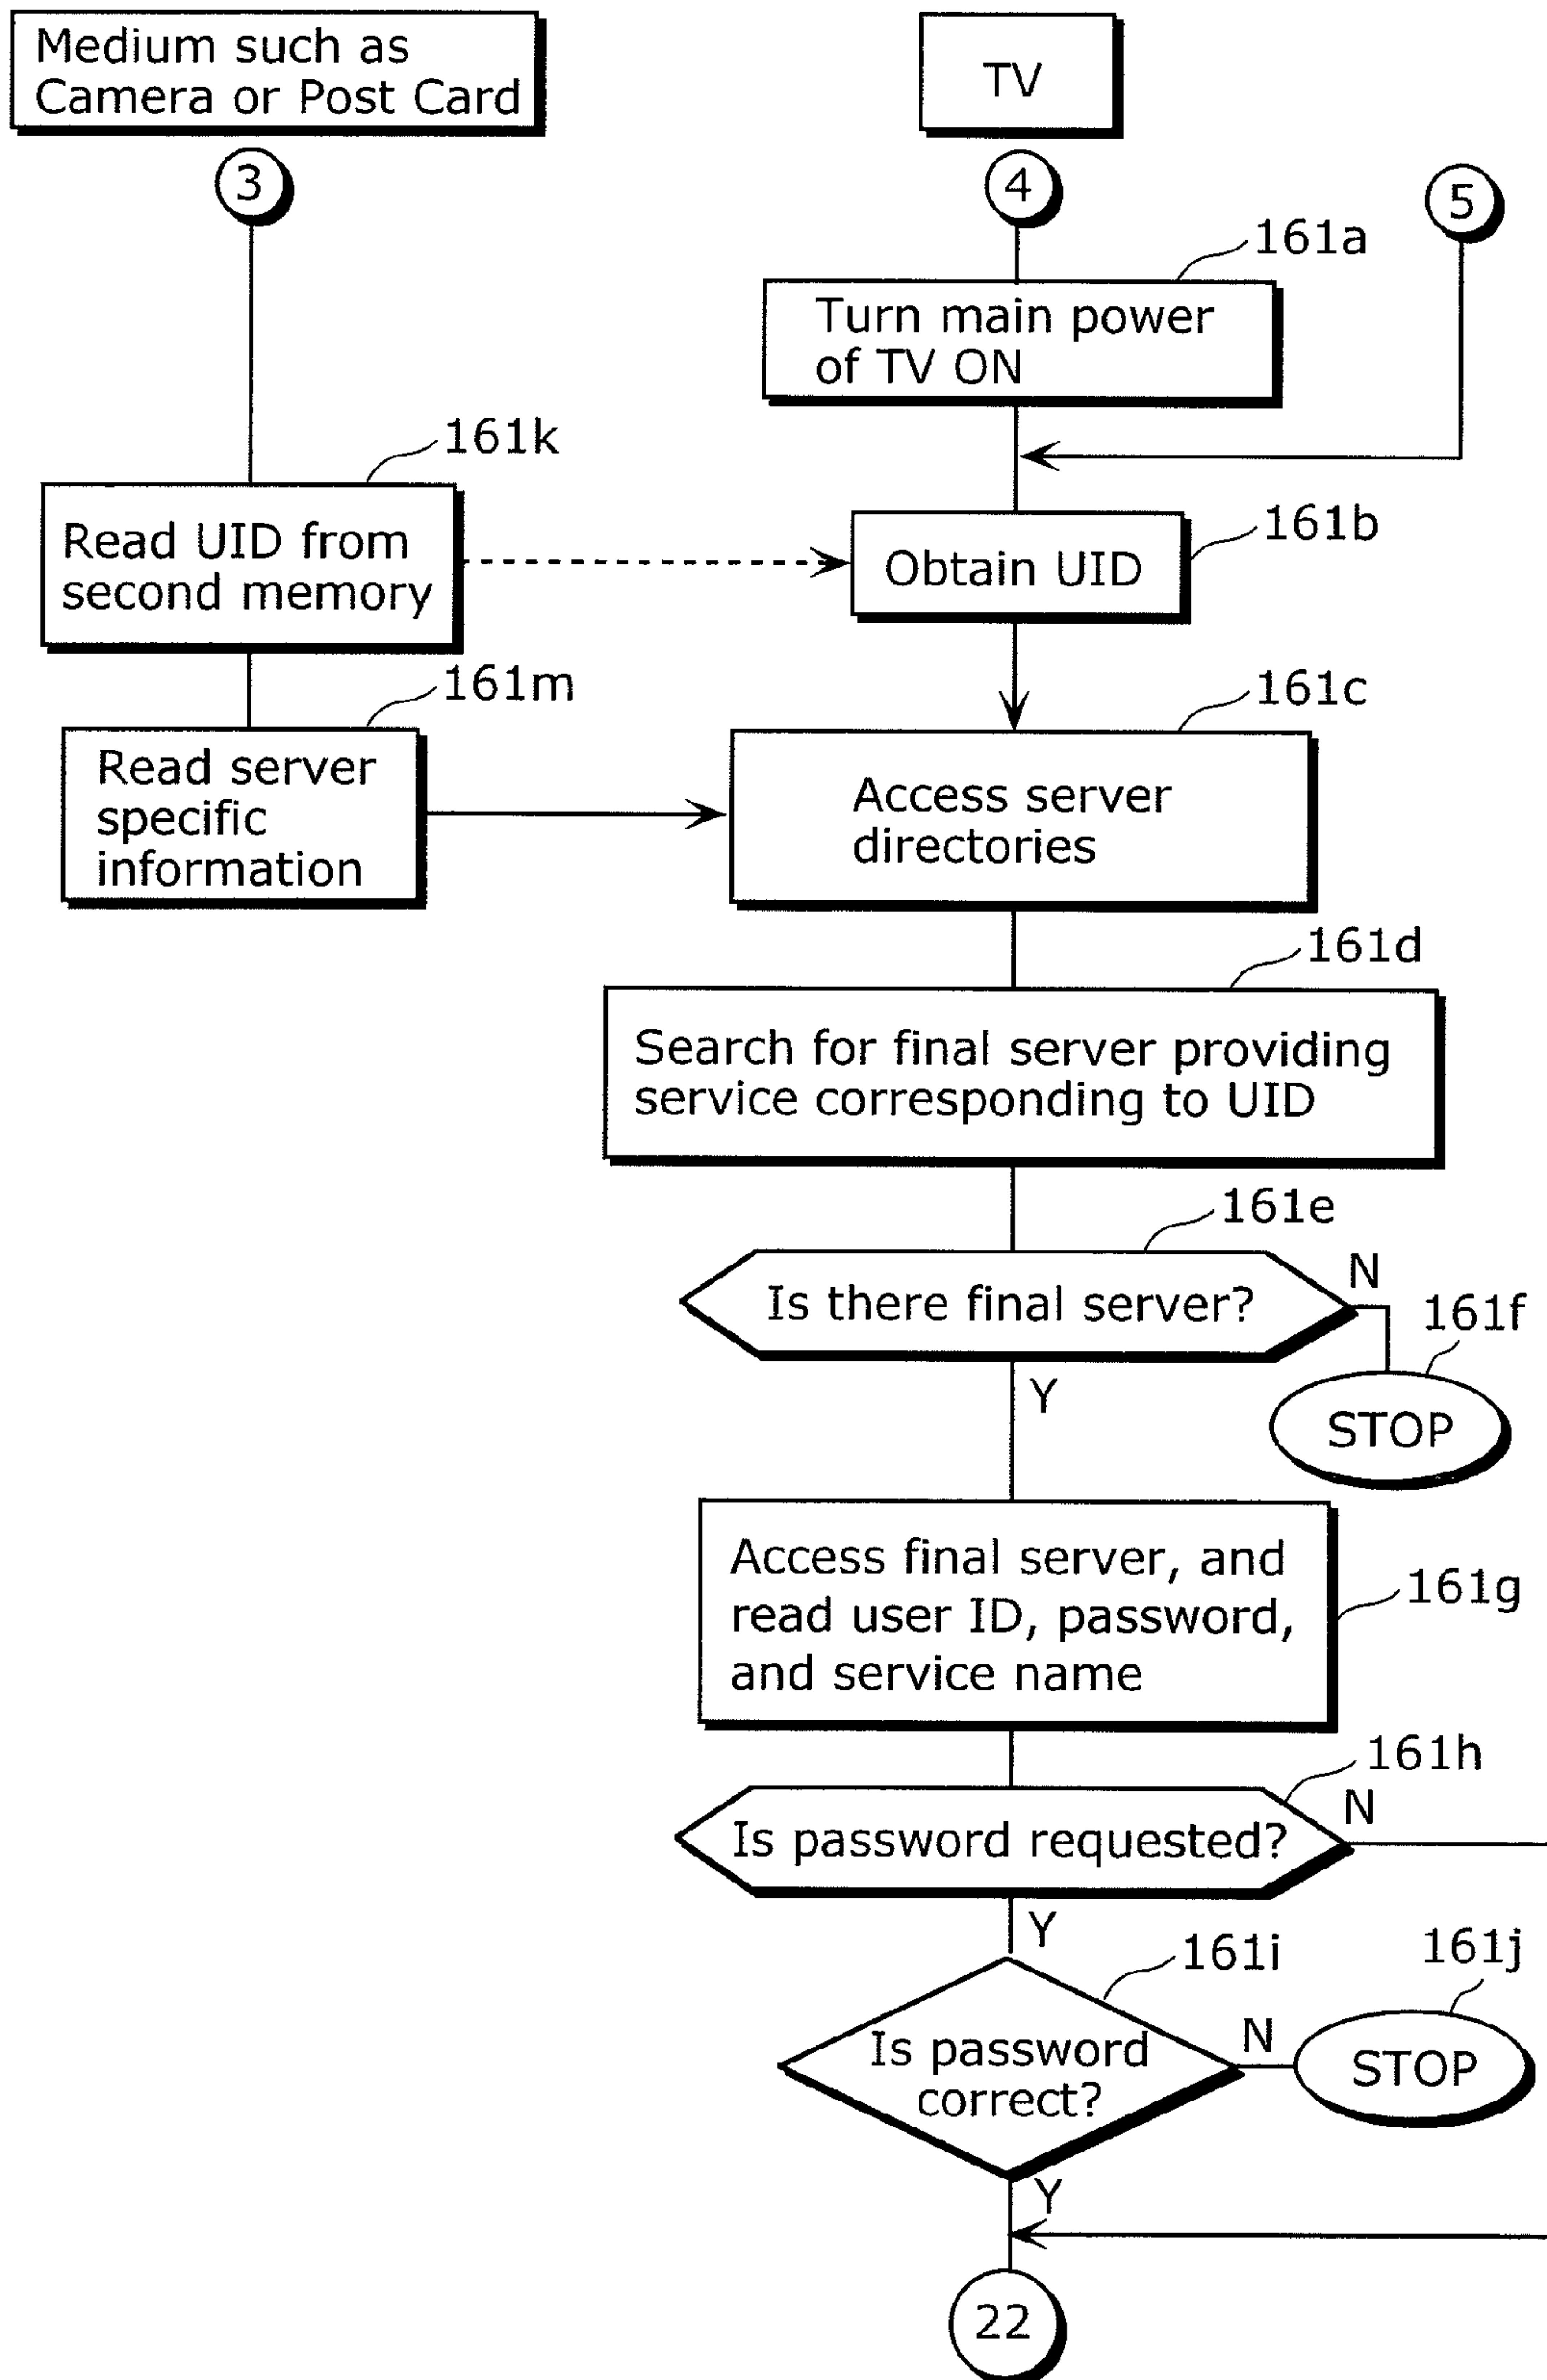 Medium such as
Camera or Post Card
TV
3
4
5
161a
Turn main power
of TV ON
161k
Read UID from
second memory
161b
Obtain UID
161m
Read server
specific
information
161c
Access server
directories
161d
Search for final server providing
service corresponding to UID
161e
Is there final server?
N
161f
STOP
Y
Access final server, and
read user ID, password,
and service name
161g
161h
Is password requested?
N
Y
161i
Is password
correct?
N
161j
STOP
Y
22